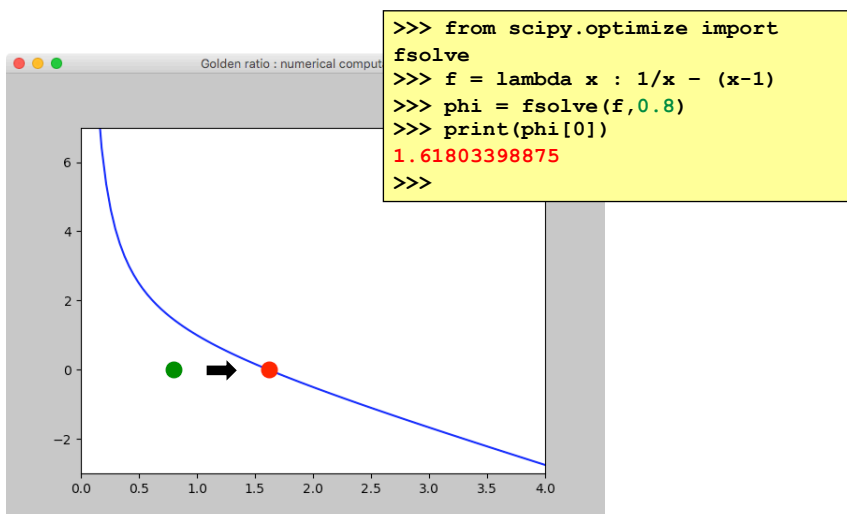 >>> from scipy.optimize import
fsolve
>>> f = lambda x : 1/x – (x-1)
>>> phi = fsolve(f,0.8)
>>> print(phi[0])
1.61803398875
>>>
Golden ratio : numerical comput
6
4
2
0
−2
0.0 0.5 1.0 1.5 2.0 2.5 3.0 3.5 4.0